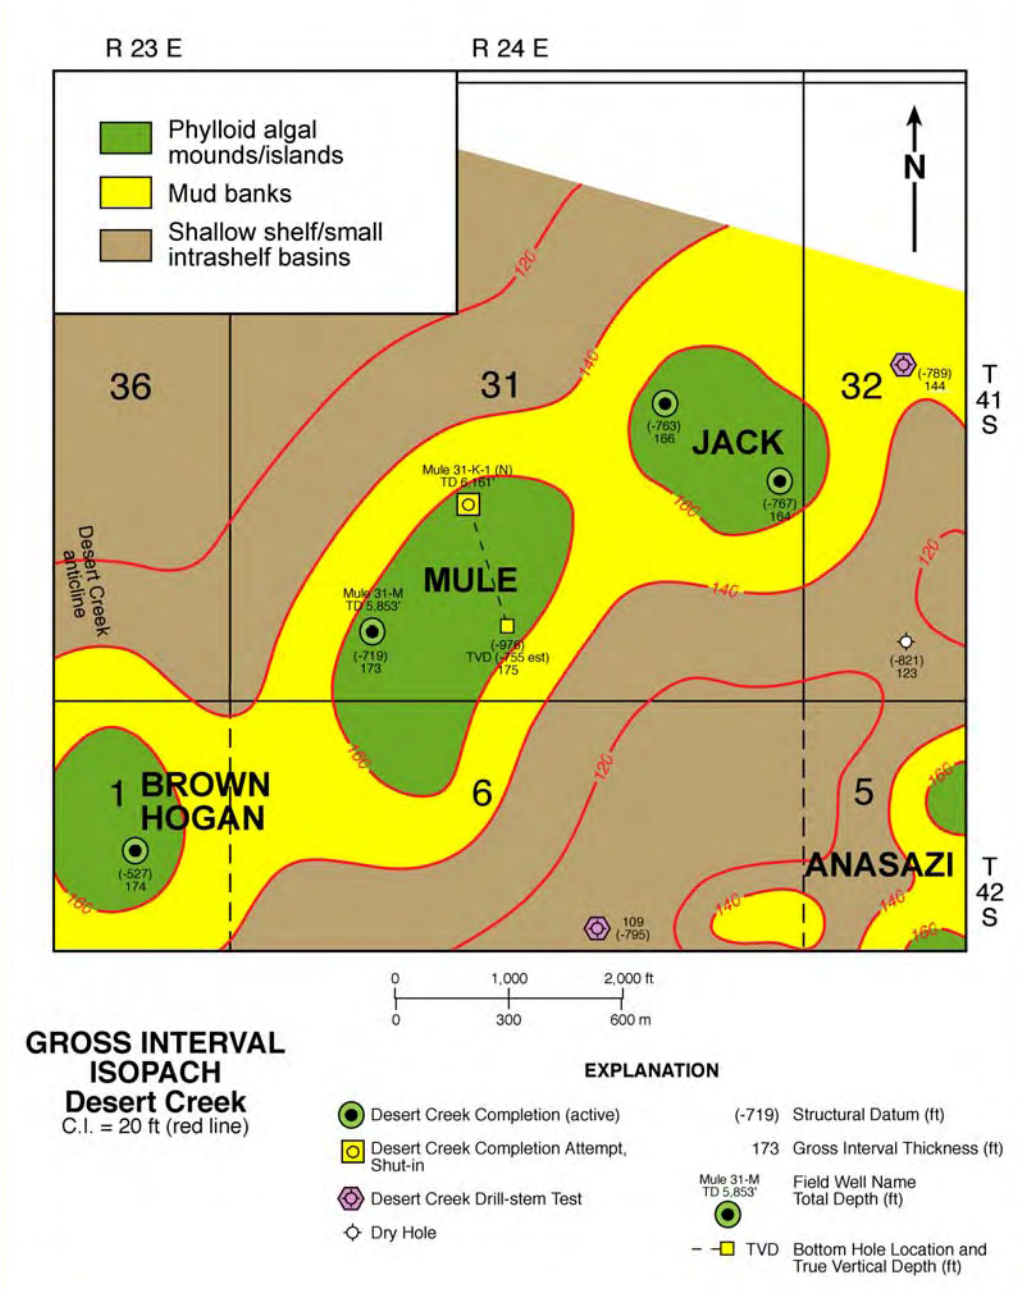 R 23 E
R 24 E
Phylloid algal
mounds/islands
Mud banks
Shallow shelf/small
intrashelf basins
N
120
140
36
31
32
(-789)
144
T
41
S
(-763)
166
JACK
(-767)
164
160
Mule 31-K-1 (N)
TD 6,161'
Desert Creek
anticline
MULE
Mule 31-M
TD 5,853'
(-719)
173
(-976)
TVD (-755 est)
175
140
120
(-821)
123
160
120
1
BROWN
HOGAN
6
5
160
(-527)
174
160
ANASAZI
T
42
S
140
140
160
109
(-795)
0
1,000
2,000 ft
0
300
600 m
GROSS INTERVAL
ISOPACH
Desert Creek
C.I. = 20 ft (red line)
EXPLANATION
Desert Creek Completion (active)
Desert Creek Completion Attempt,
Shut-in
Desert Creek Drill-stem Test
Dry Hole
(-719) Structural Datum (ft)
173 Gross Interval Thickness (ft)
Mule 31-M
TD 5,853'
Field Well Name
Total Depth (ft)
TVD Bottom Hole Location and
True Vertical Depth (ft)